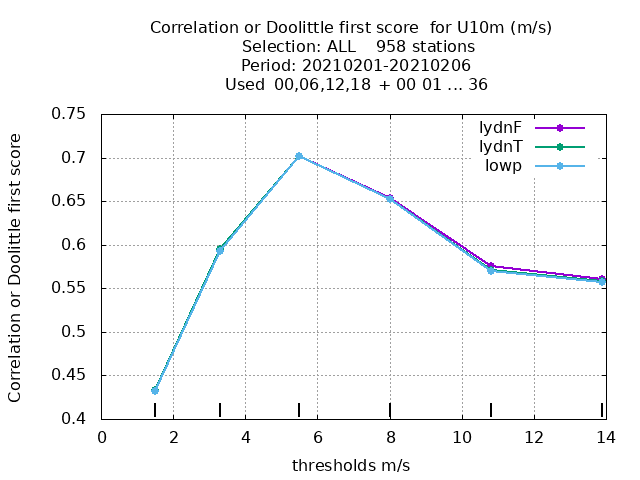 Correlation or Doolittle first score  for U10m (m/s)
Selection: ALL    958 stations
Period: 20210201-20210206
Used  00,06,12,18  + 00 01 ... 36
Correlation or Doolittle first score
0.75
0.7
0.65
0.6
0.55
0.5
0.45
0.4
lydnF
lydnT
lowp
0 2 4 6 8 10 12 14
thresholds m/s